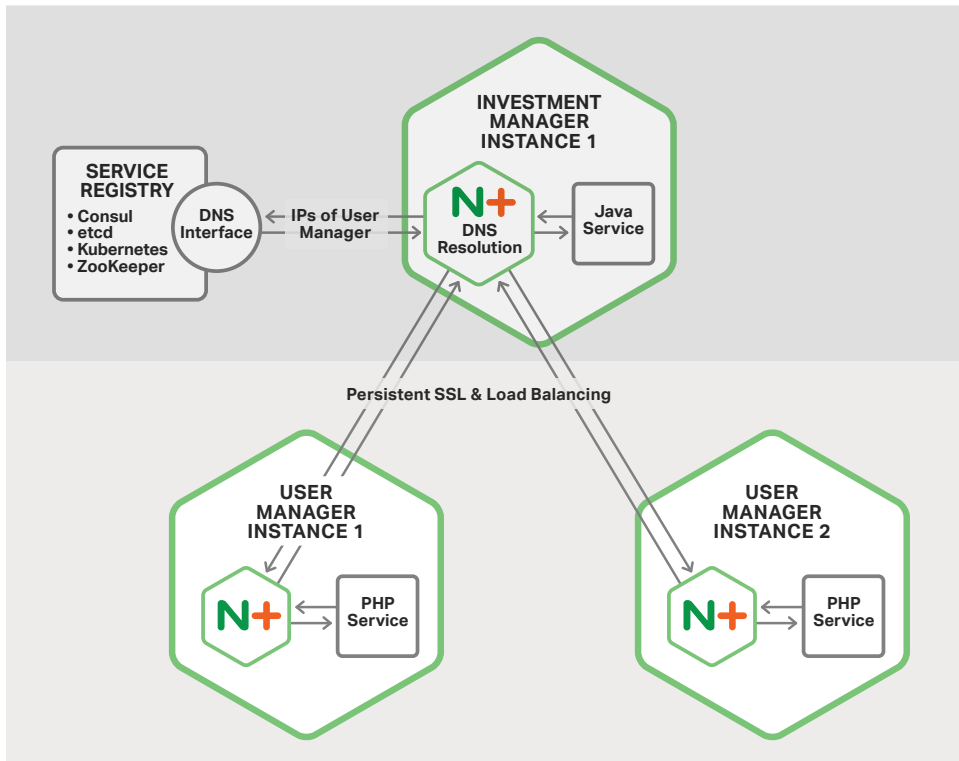 INVESTMENT
MANAGER
INSTANCE 1
SERVICE
REGISTRY
• Consul
• etcd
• Kubernetes
• ZooKeeper
DNS
Interface
IPs of User
Manager
N+
DNS
Resolution
Java
Service
Persistent SSL & Load Balancing
USER
MANAGER
INSTANCE 1
N+
PHP
Service
USER
MANAGER
INSTANCE 2
N+
PHP
Service